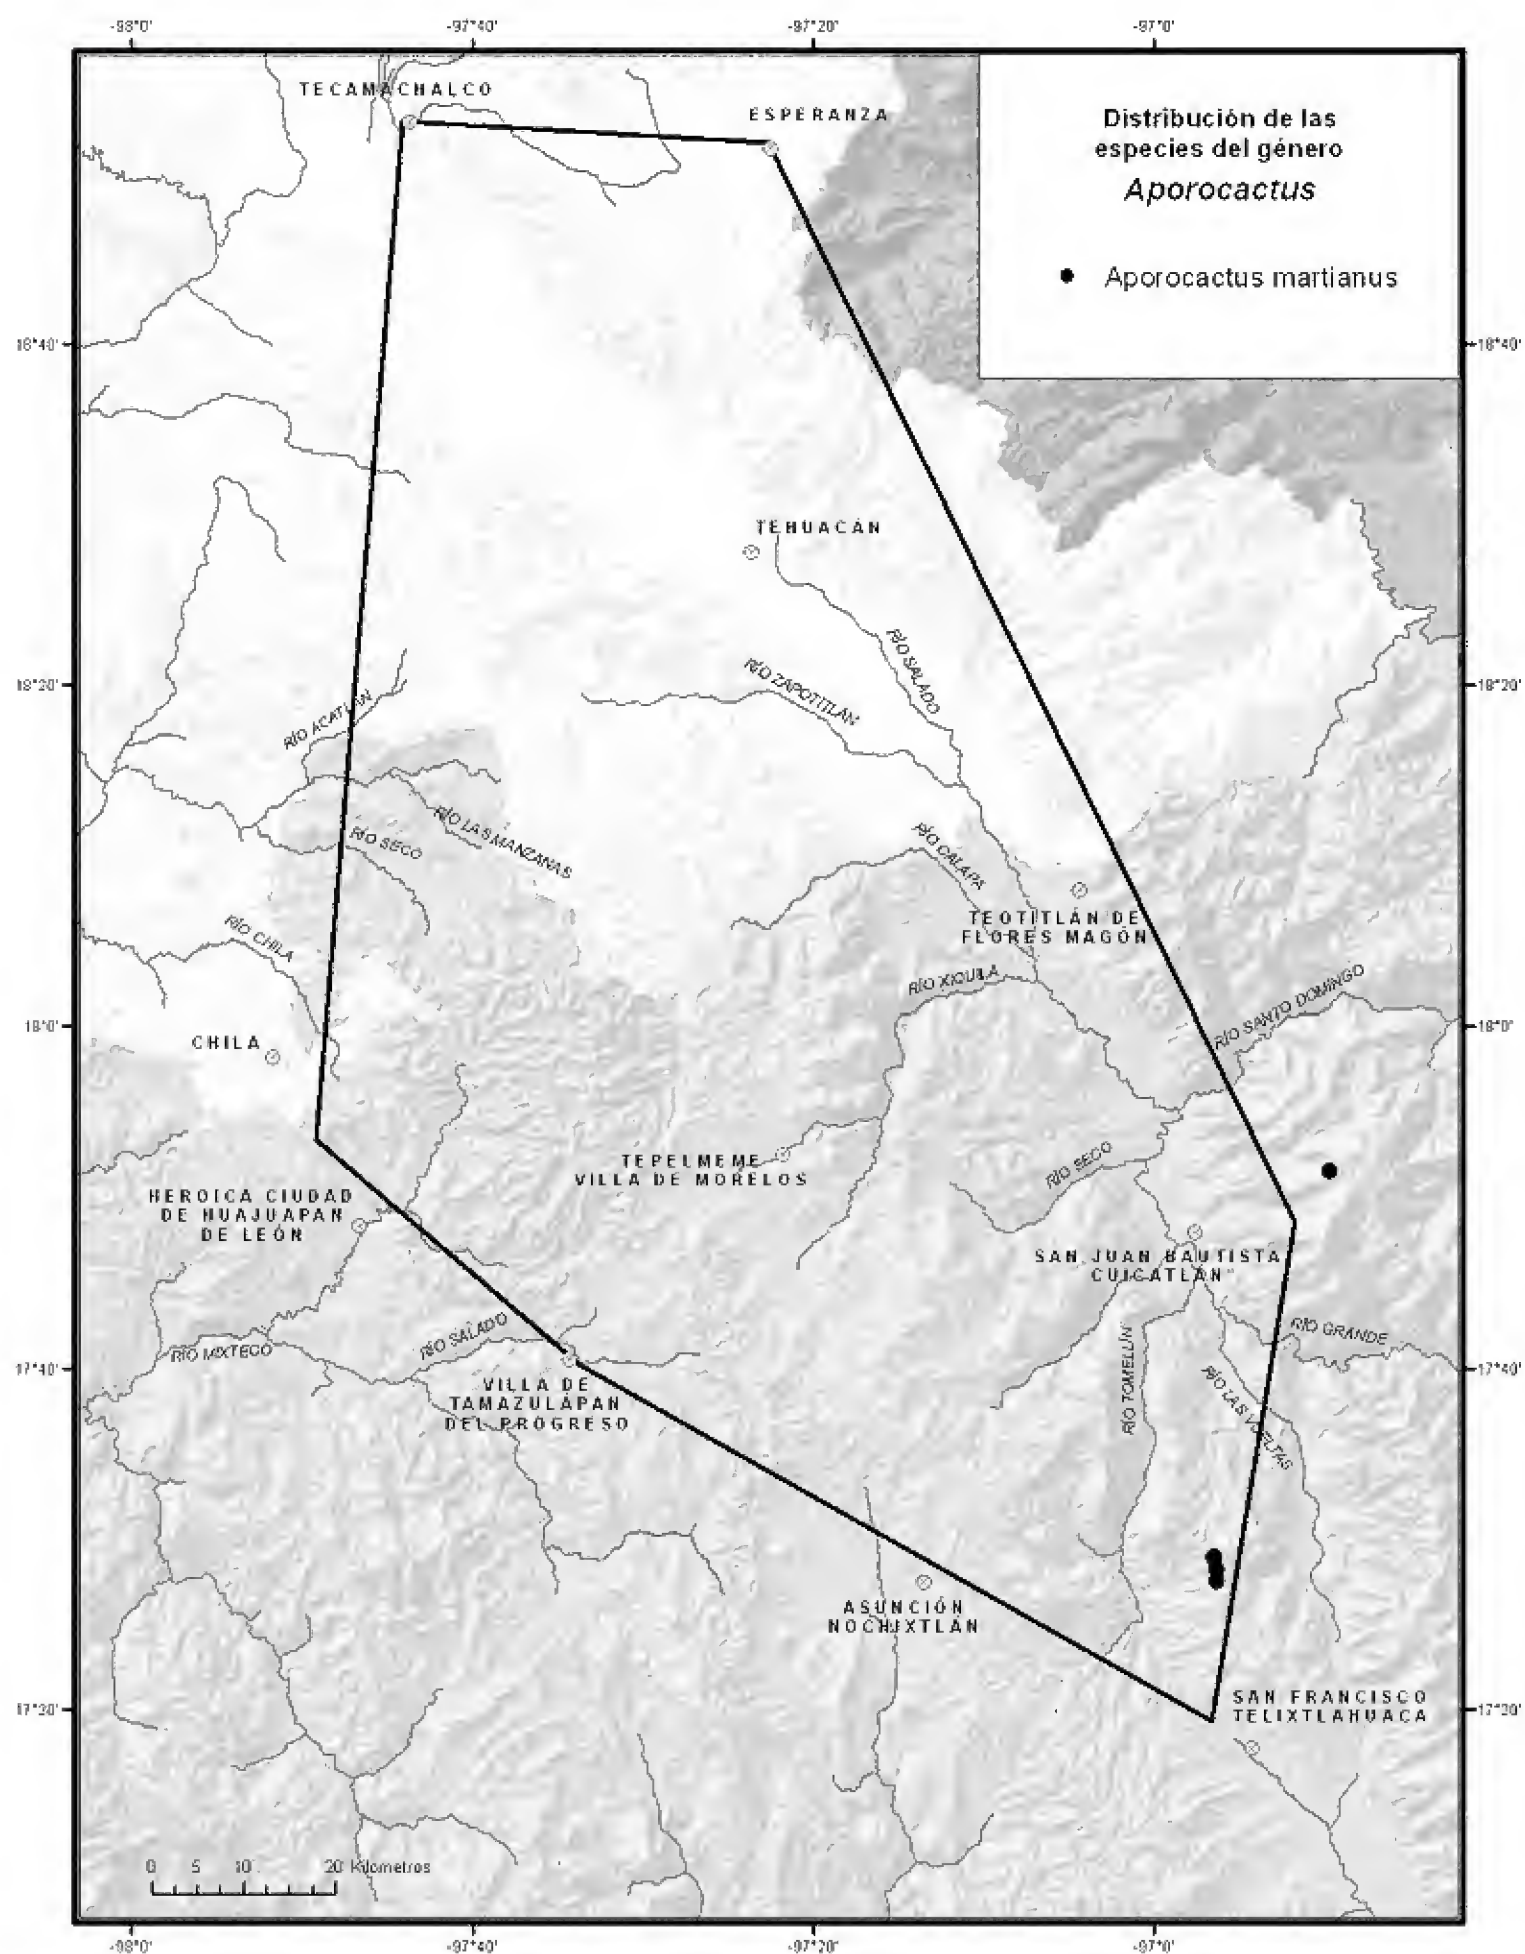 -98°0'
-97°40'
-97°20'
-97°0'
TECAMACHALCO
ESPERANZA
Distribución de las
especies del género
Aporocactus
Aporocactus martianus
18°40'
18°40'
TEHUACÁN
RÍO SALADO
RÍO ZAPOTITLÁN
18°20'
18°20'
RÍO ACATLÁN
RÍO LAS MANZANAS
RÍO SECO
RÍO CALAPA
TEOTITLÁN DE
FLORES MAGÓN
RÍO CHILA
RÍO XIQUILA
RÍO SANTO DOMINGO
18°0'
18°0'
CHILA
TEPELMEME
VILLA DE MORELOS
RÍO SECO
HEROICA CIUDAD
DE HUAJUAPAN
DE LEÓN
SAN JUAN BAUTISTA
CUICATLÁN
RÍO SALADO
RÍO MIXTECO
RÍO GRANDE
17°40'
17°40'
RÍO TOMELLÍN
RÍO LAS VUELTAS
VILLA DE
TAMAZULÁPAN
DEL PROGRESO
ASUNCIÓN
NOCHIXTLÁN
17°20'
17°20'
SAN FRANCISCO
TELIXTLAHUACA
0 5 10 20 Kilometros
-98°0'
-97°40'
-97°20'
-97°0'